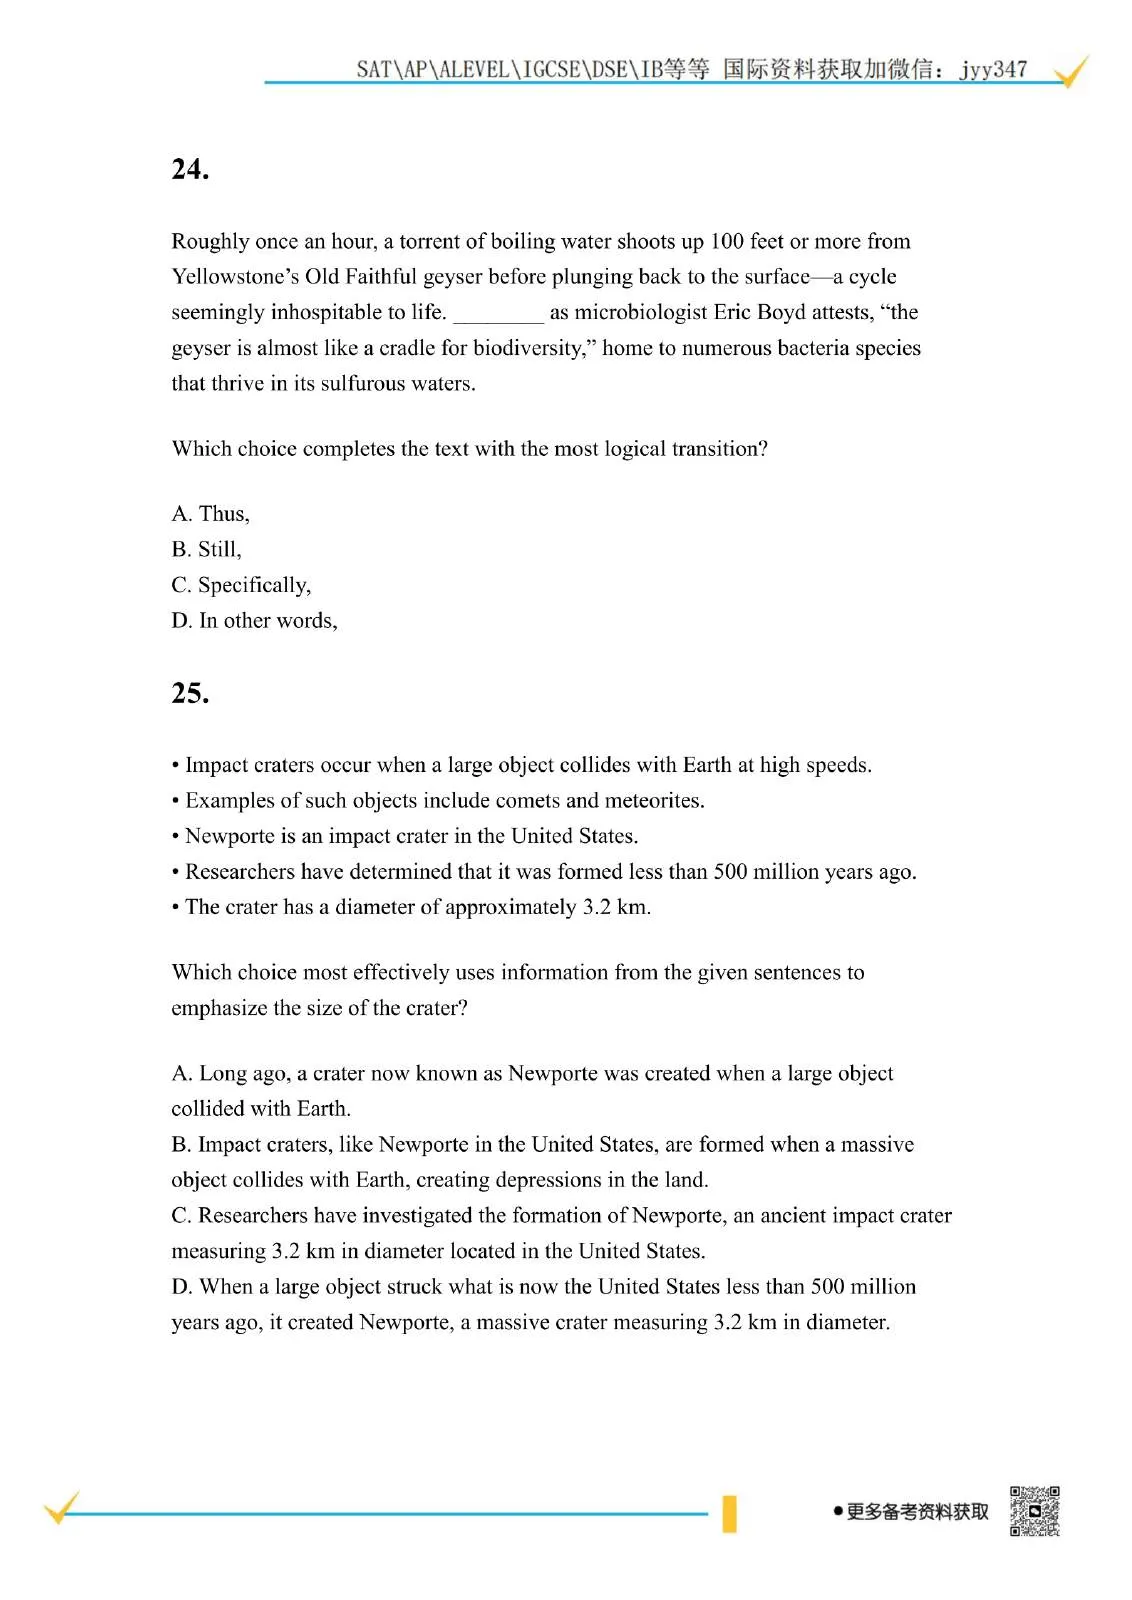 SAT\AP\ALEVEL\IGCSE\DSE\IB等等 国际资料获取加微信：jyy347
24.
Roughly once an hour, a torrent of boiling water shoots up 100 feet or more from
Yellowstone’s Old Faithful geyser before plunging back to the surface—a cycle
seemingly inhospitable to life. ________ as microbiologist Eric Boyd attests, “the
geyser is almost like a cradle for biodiversity,” home to numerous bacteria species
that thrive in its sulfurous waters.
Which choice completes the text with the most logical transition?
A. Thus,
B. Still,
C. Specifically,
D. In other words,
25.
• Impact craters occur when a large object collides with Earth at high speeds.
• Examples of such objects include comets and meteorites.
• Newporte is an impact crater in the United States.
• Researchers have determined that it was formed less than 500 million years ago.
• The crater has a diameter of approximately 3.2 km.
Which choice most effectively uses information from the given sentences to
emphasize the size of the crater?
A. Long ago, a crater now known as Newporte was created when a large object
collided with Earth.
B. Impact craters, like Newporte in the United States, are formed when a massive
object collides with Earth, creating depressions in the land.
C. Researchers have investigated the formation of Newporte, an ancient impact crater
measuring 3.2 km in diameter located in the United States.
D. When a large object struck what is now the United States less than 500 million
years ago, it created Newporte, a massive crater measuring 3.2 km in diameter.
●更多备考资料获取